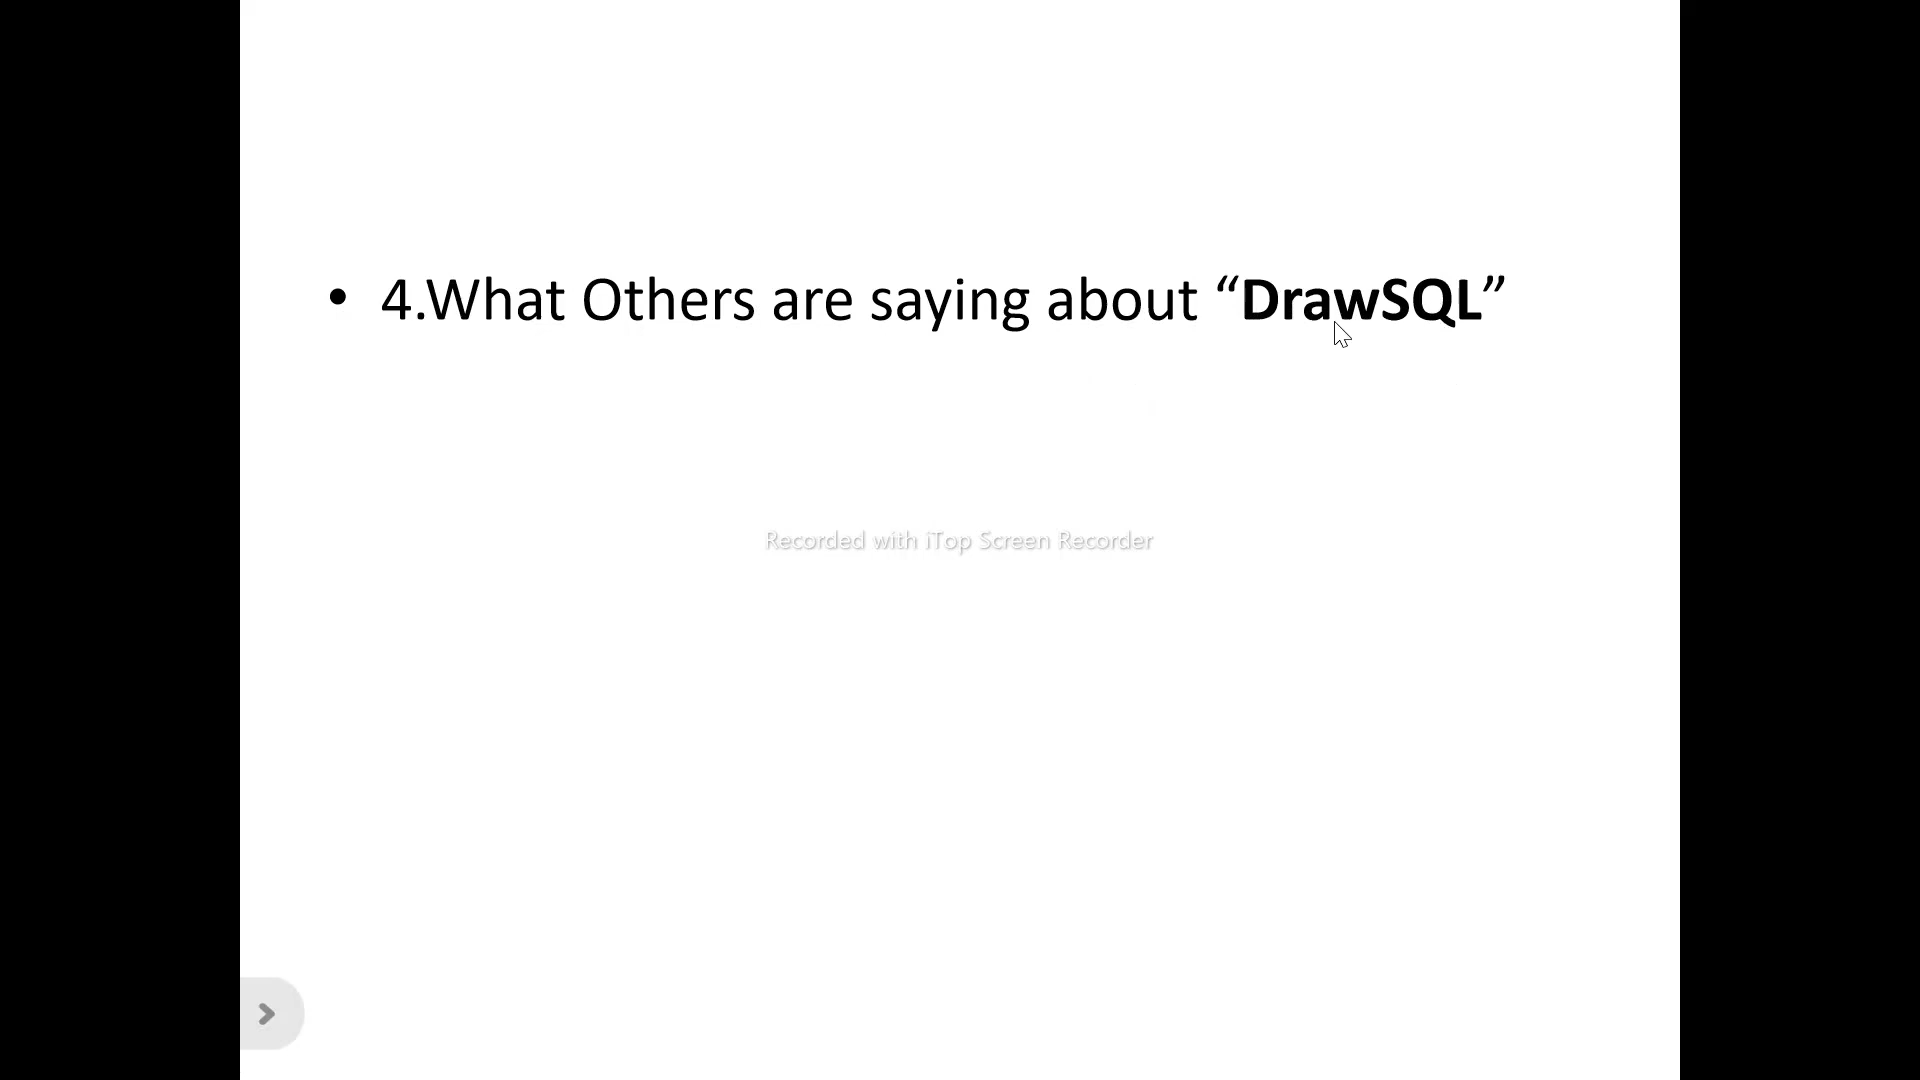 • 4.What Others are saying about “DrawSQL”
Recorded with iTop Screen Recorder